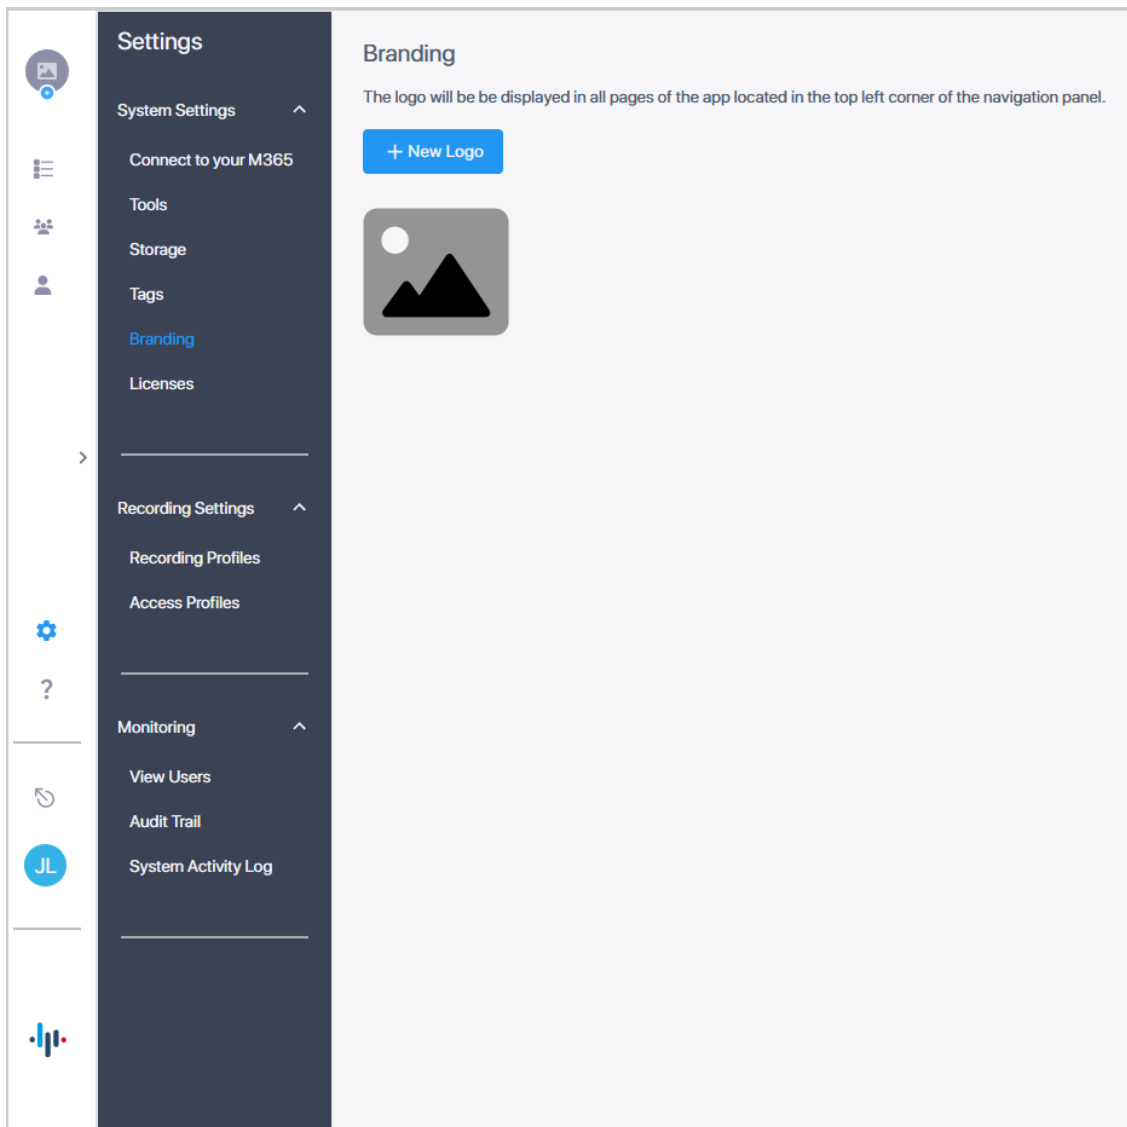 Settings
System Settings
Connect to your M365
Tools
Storage
Tags
Branding
Licenses
Recording Settings
Recording Profiles
Access Profiles
Monitoring
View Users
Audit Trail
System Activity Log
?
JL
Branding
The logo will be be displayed in all pages of the app located in the top left corner of the navigation panel.
+ New Logo